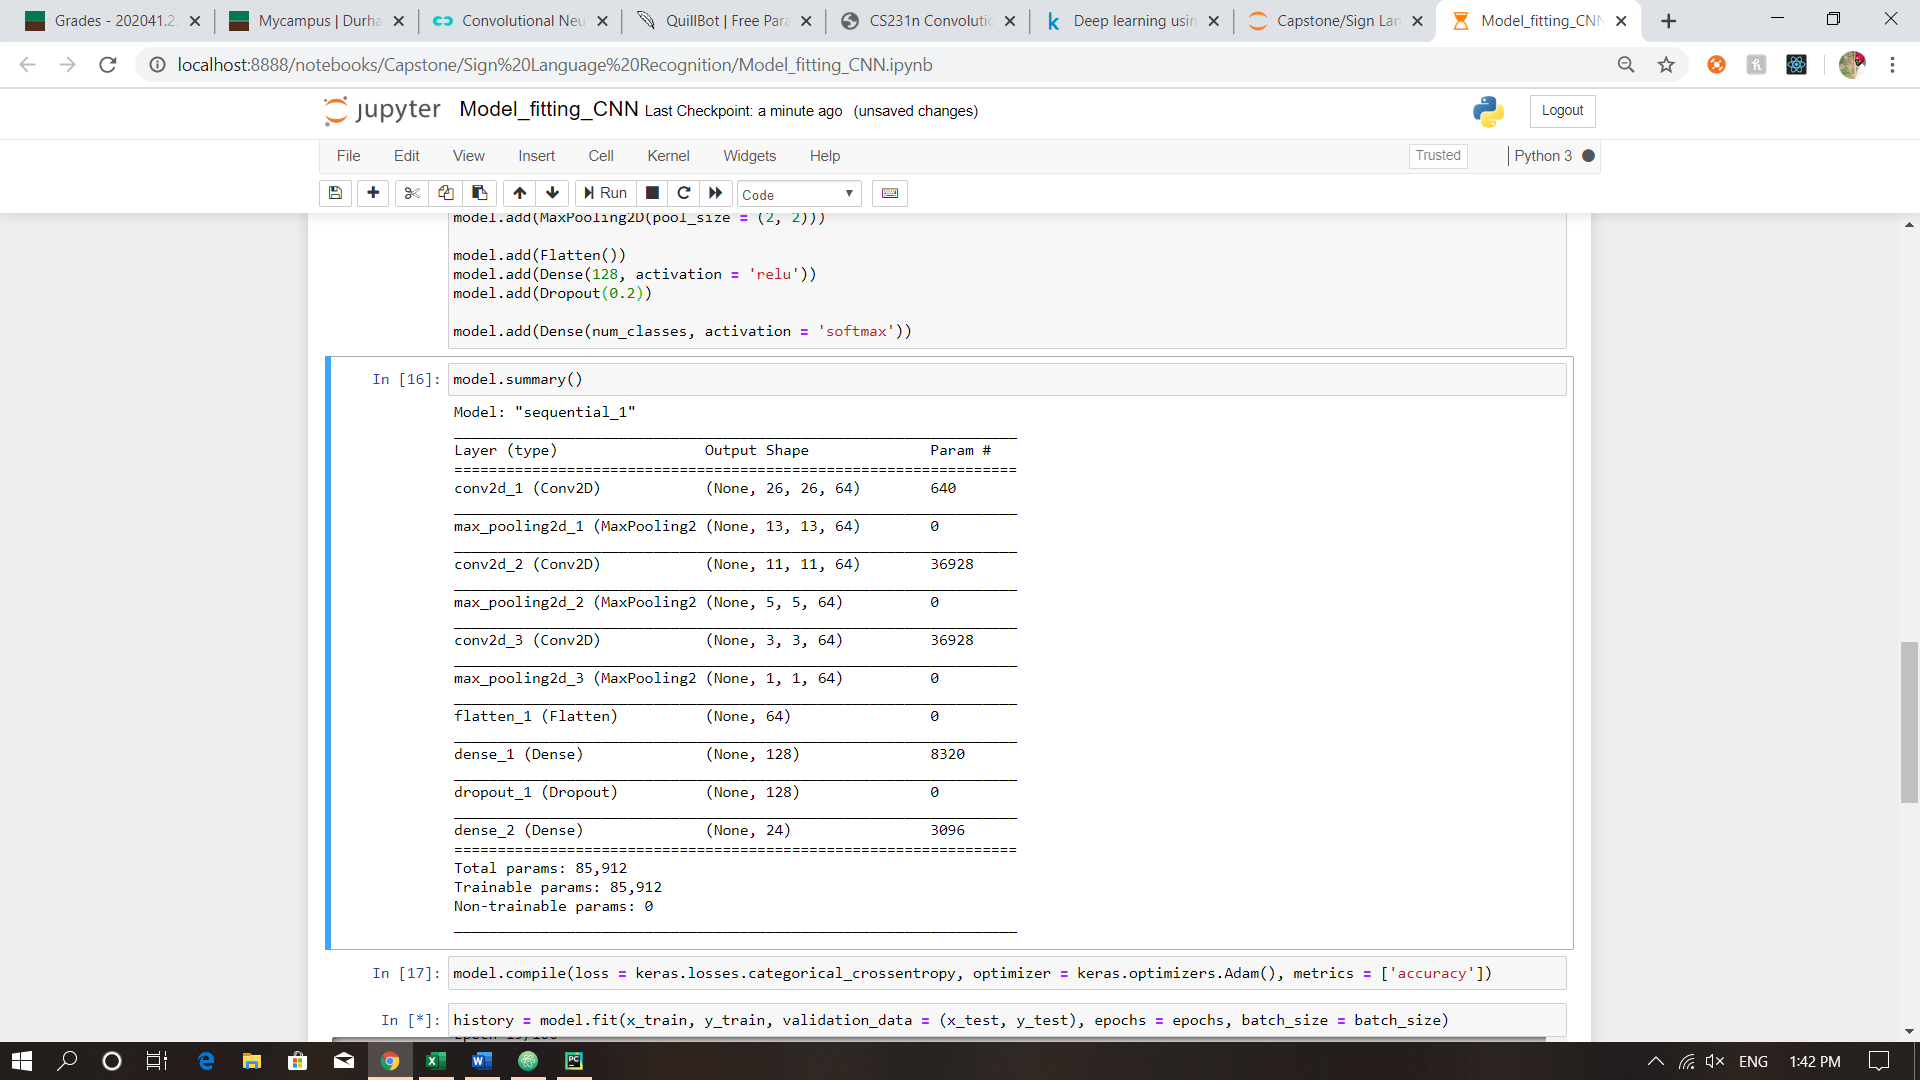 Grades - 202041.2
Mycampus | Durha
Convolutional Neu
QuillBot | Free Para
CS231n Convolutio
Deep learning usin
Capstone/Sign Lan
Model_fitting_CNN
localhost:8888/notebooks/Capstone/Sign%20Language%20Recognition/Model_fitting_CNN.ipynb
jupyter Model_fitting_CNN Last Checkpoint: a minute ago (unsaved changes)
Logout
File Edit View Insert Cell Kernel Widgets Help
Trusted
Python 3
Run
Code
model.add(MaxPooling2D(pool_size = (2, 2)))
model.add(Flatten())
model.add(Dense(128, activation = 'relu'))
model.add(Dropout(0.2))
model.add(Dense(num_classes, activation = 'softmax'))
In [16]: model.summary()
Model: "sequential_1"
Layer (type) Output Shape Param #
conv2d_1 (Conv2D) (None, 26, 26, 64) 640
max_pooling2d_1 (MaxPooling2 (None, 13, 13, 64) 0
conv2d_2 (Conv2D) (None, 11, 11, 64) 36928
max_pooling2d_2 (MaxPooling2 (None, 5, 5, 64) 0
conv2d_3 (Conv2D) (None, 3, 3, 64) 36928
max_pooling2d_3 (MaxPooling2 (None, 1, 1, 64) 0
flatten_1 (Flatten) (None, 64) 0
dense_1 (Dense) (None, 128) 8320
dropout_1 (Dropout) (None, 128) 0
dense_2 (Dense) (None, 24) 3096
Total params: 85,912
Trainable params: 85,912
Non-trainable params: 0
In [17]: model.compile(loss = keras.losses.categorical_crossentropy, optimizer = keras.optimizers.Adam(), metrics = ['accuracy'])
In [*]: history = model.fit(x_train, y_train, validation_data = (x_test, y_test), epochs = epochs, batch_size = batch_size)
ENG
1:42 PM